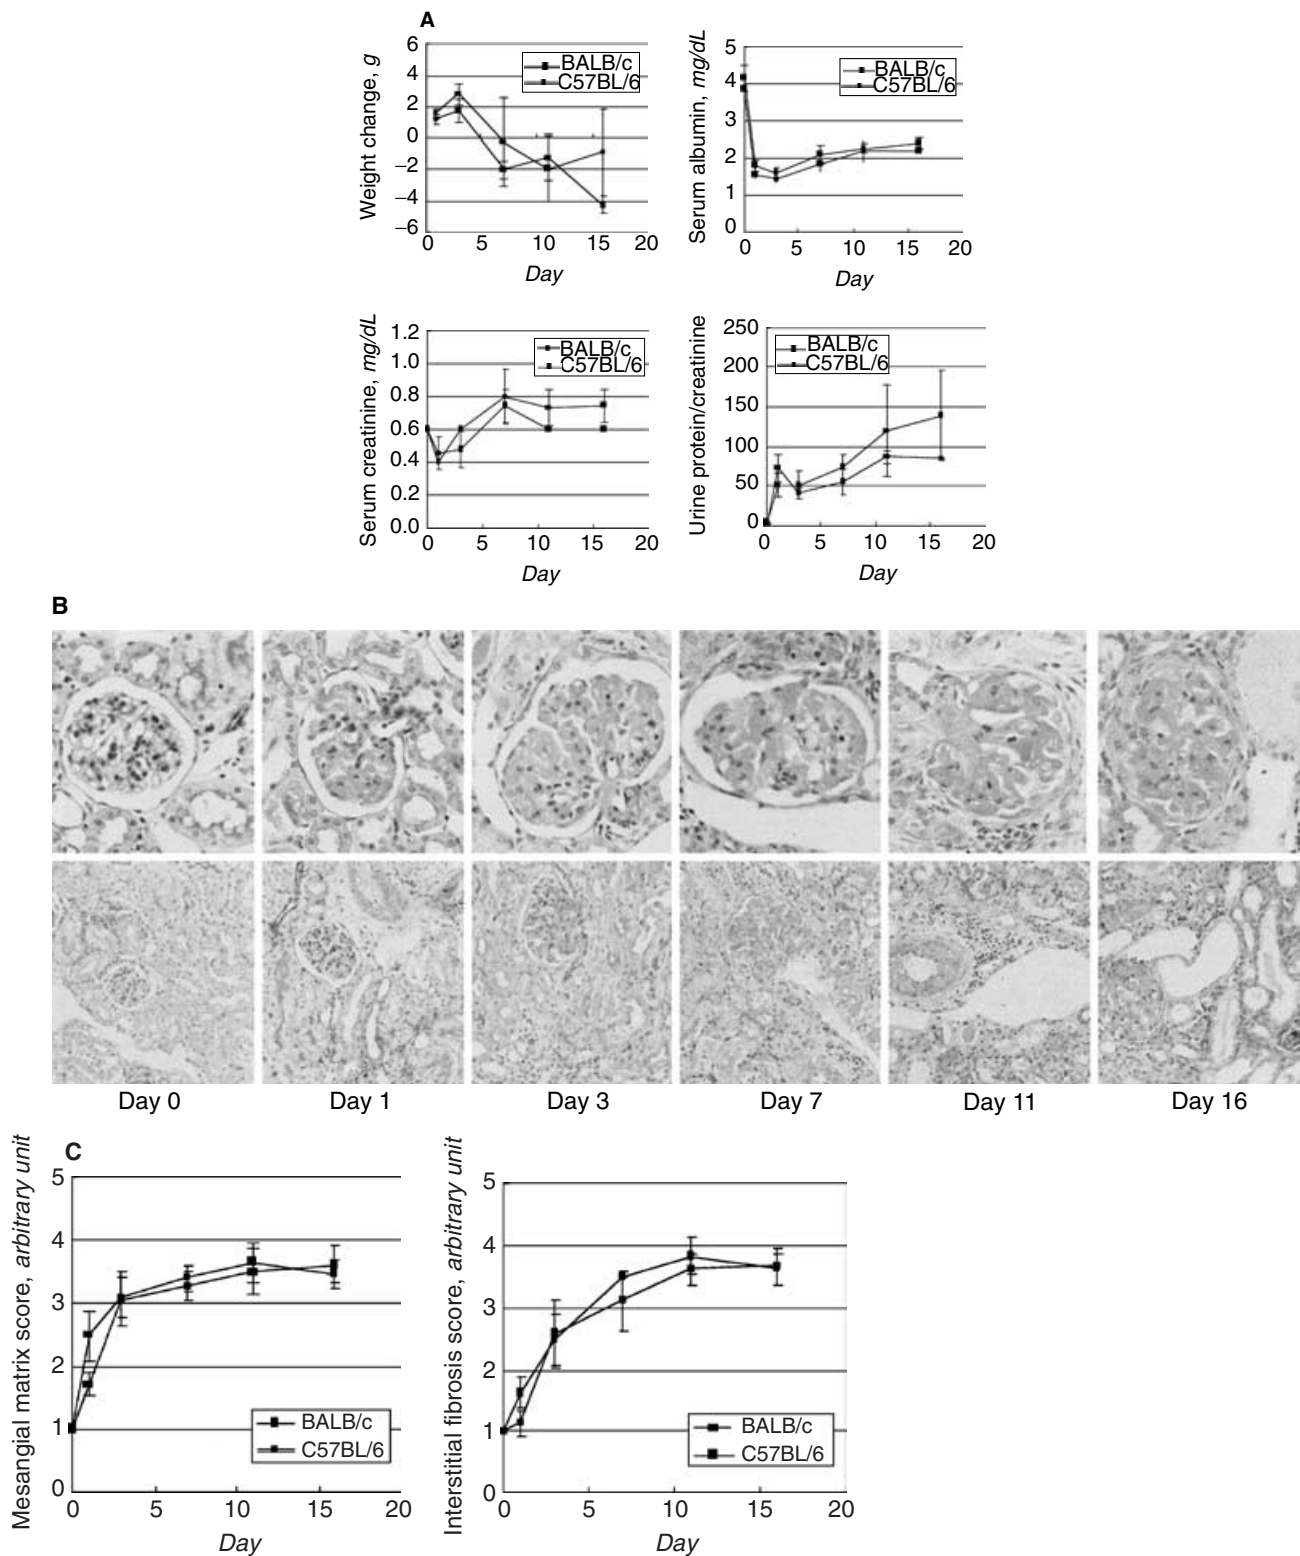 A
Weight change, g
6
4
2
0
−2
−4
−6
BALB/c
C57BL/6
0 5 10 15 20
Day
Serum albumin, mg/dL
5
4
3
2
1
0
BALB/c
C57BL/6
0 5 10 15 20
Day
Serum creatinine, mg/dL
1.2
1.0
0.8
0.6
0.4
0.2
0.0
BALB/c
C57BL/6
0 5 10 15 20
Day
Urine protein/creatinine
250
200
150
100
50
0
BALB/c
C57BL/6
0 5 10 15 20
Day
B
Day 0 Day 1 Day 3 Day 7 Day 11 Day 16
C
Mesangial matrix score, arbitrary unit
5
4
3
2
1
0
BALB/c
C57BL/6
0 5 10 15 20
Day
Interstitial fibrosis score, arbitrary unit
5
4
3
2
1
0
BALB/c
C57BL/6
0 5 10 15 20
Day